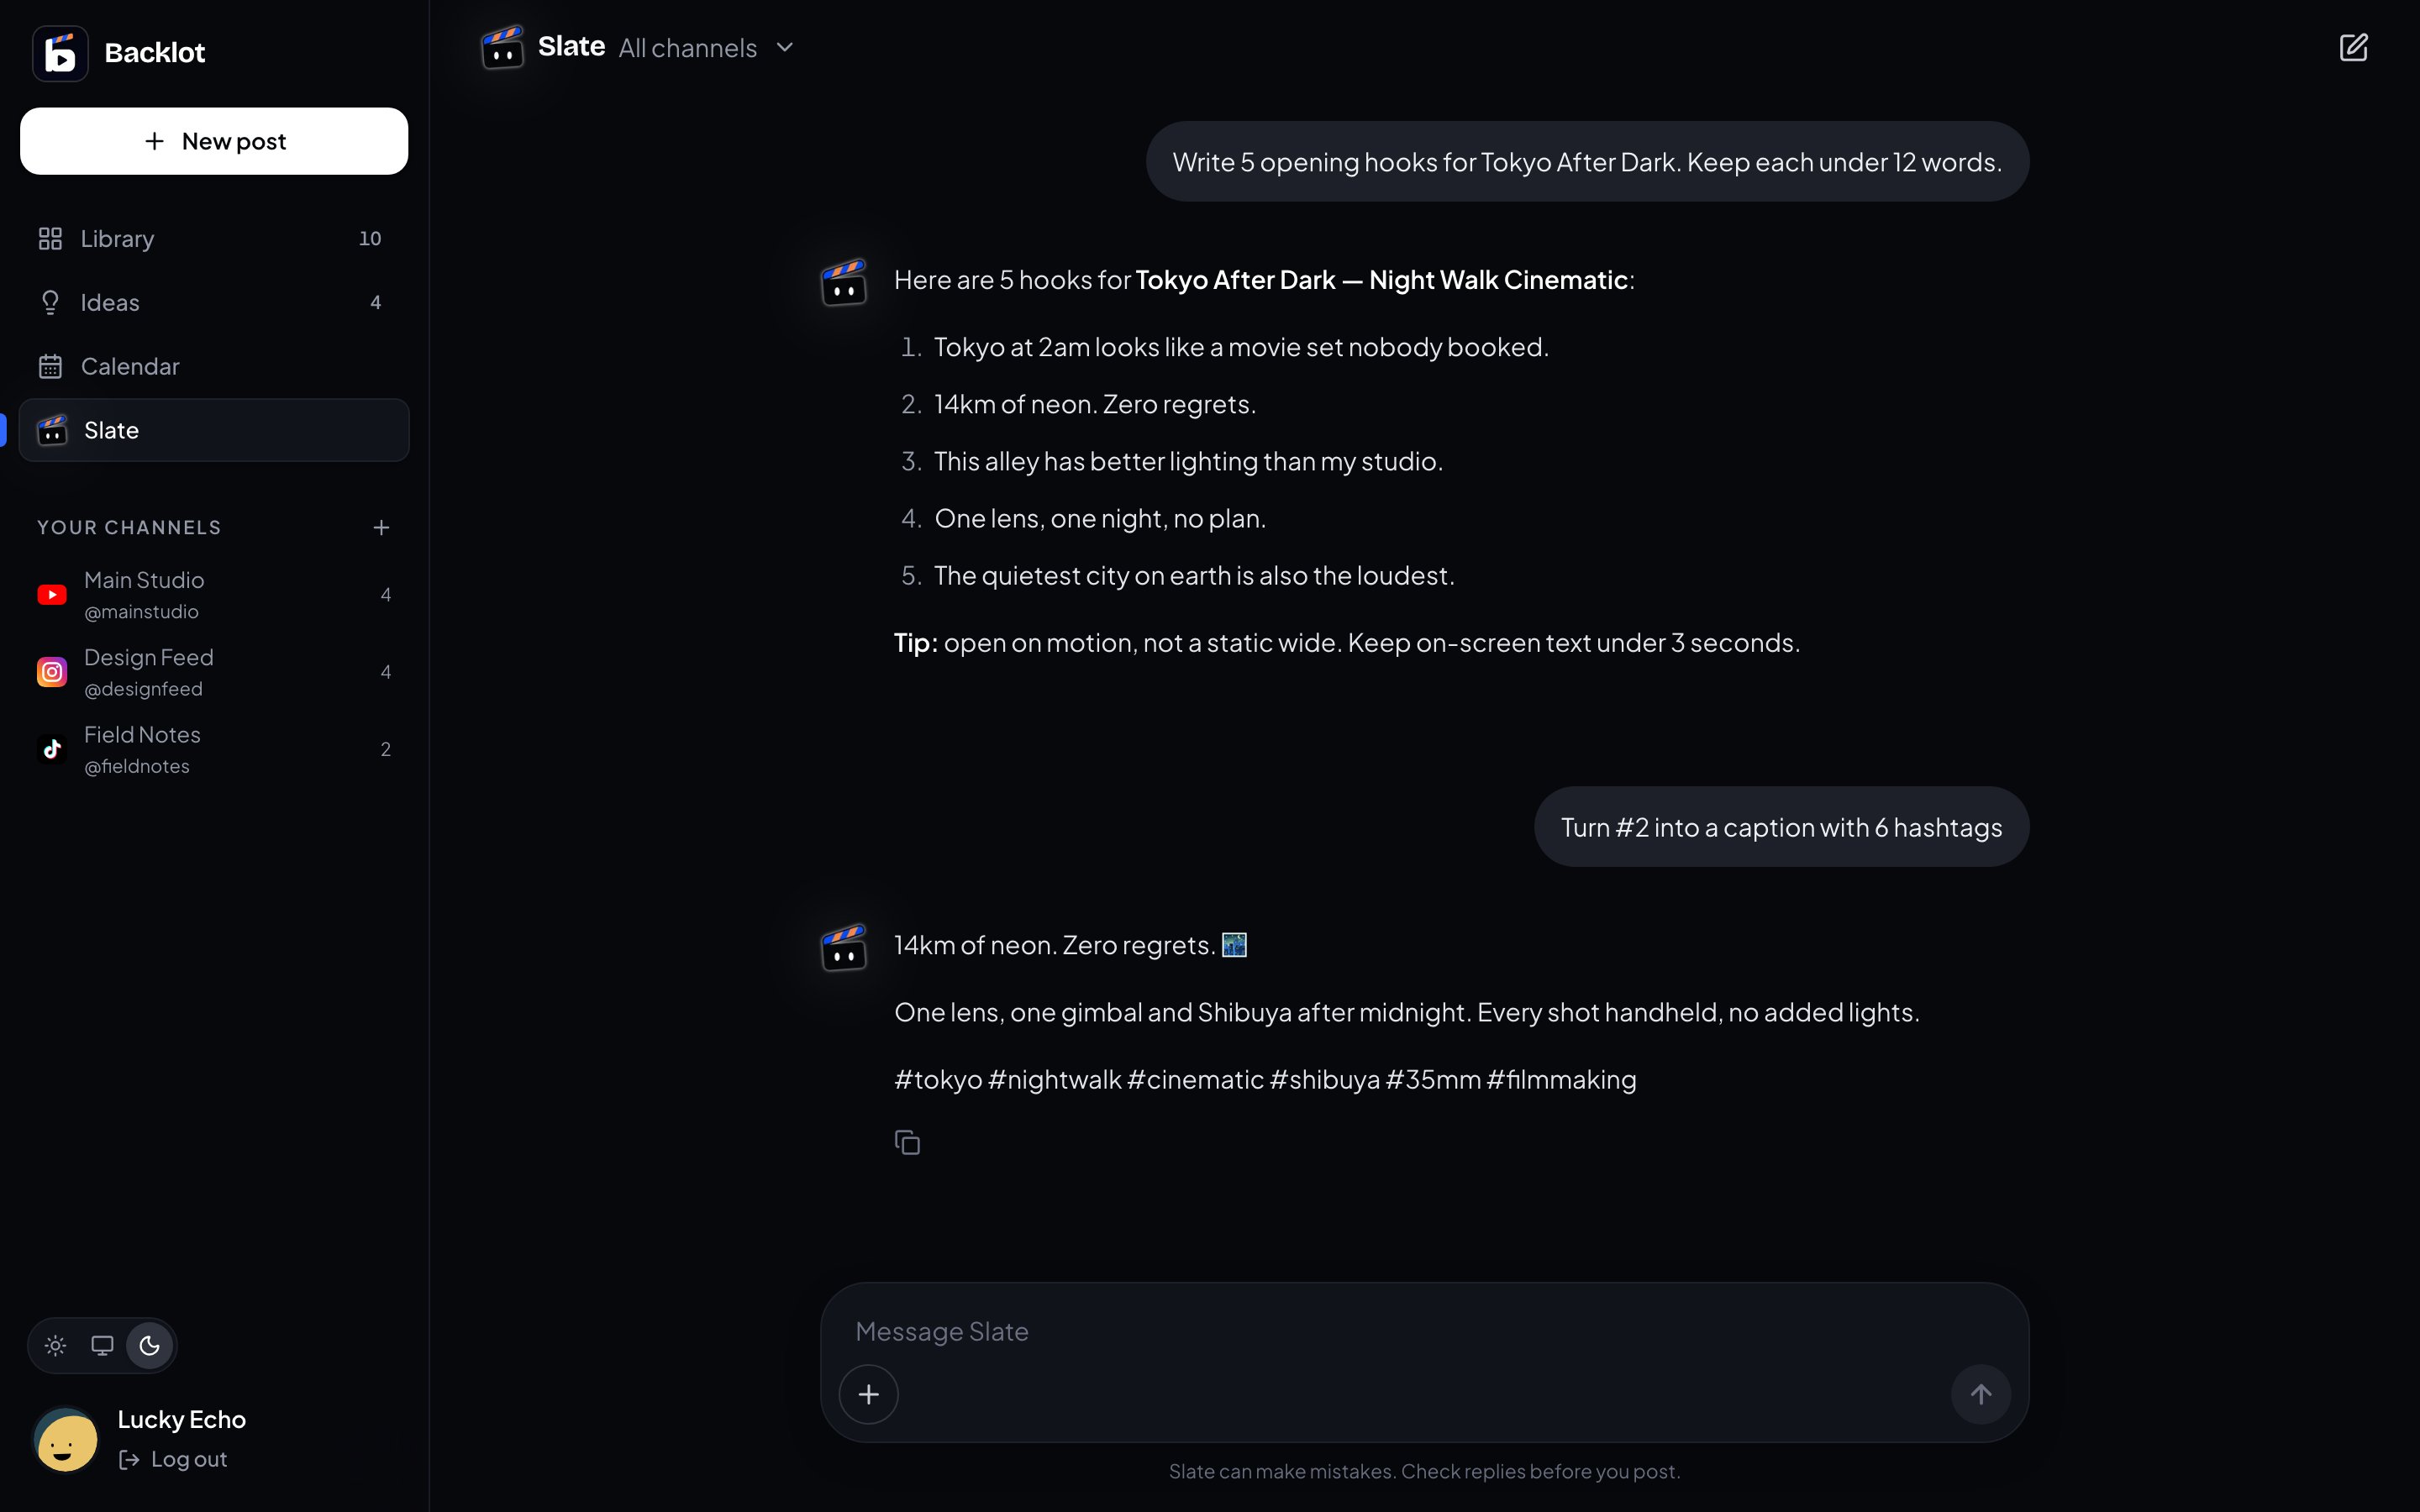 Backlot
New post
Library 10
Ideas 4
Calendar
Slate
YOUR CHANNELS
Main Studio
@mainstudio
4
Design Feed
@designfeed
4
Field Notes
@fieldnotes
2
Lucky Echo
Log out
Slate All channels
Write 5 opening hooks for Tokyo After Dark. Keep each under 12 words.
Here are 5 hooks for Tokyo After Dark — Night Walk Cinematic:
1. Tokyo at 2am looks like a movie set nobody booked.
2. 14km of neon. Zero regrets.
3. This alley has better lighting than my studio.
4. One lens, one night, no plan.
5. The quietest city on earth is also the loudest.
Tip: open on motion, not a static wide. Keep on-screen text under 3 seconds.
Turn #2 into a caption with 6 hashtags
14km of neon. Zero regrets. 🌃
One lens, one gimbal and Shibuya after midnight. Every shot handheld, no added lights.
#tokyo #nightwalk #cinematic #shibuya #35mm #filmmaking
Message Slate
Slate can make mistakes. Check replies before you post.